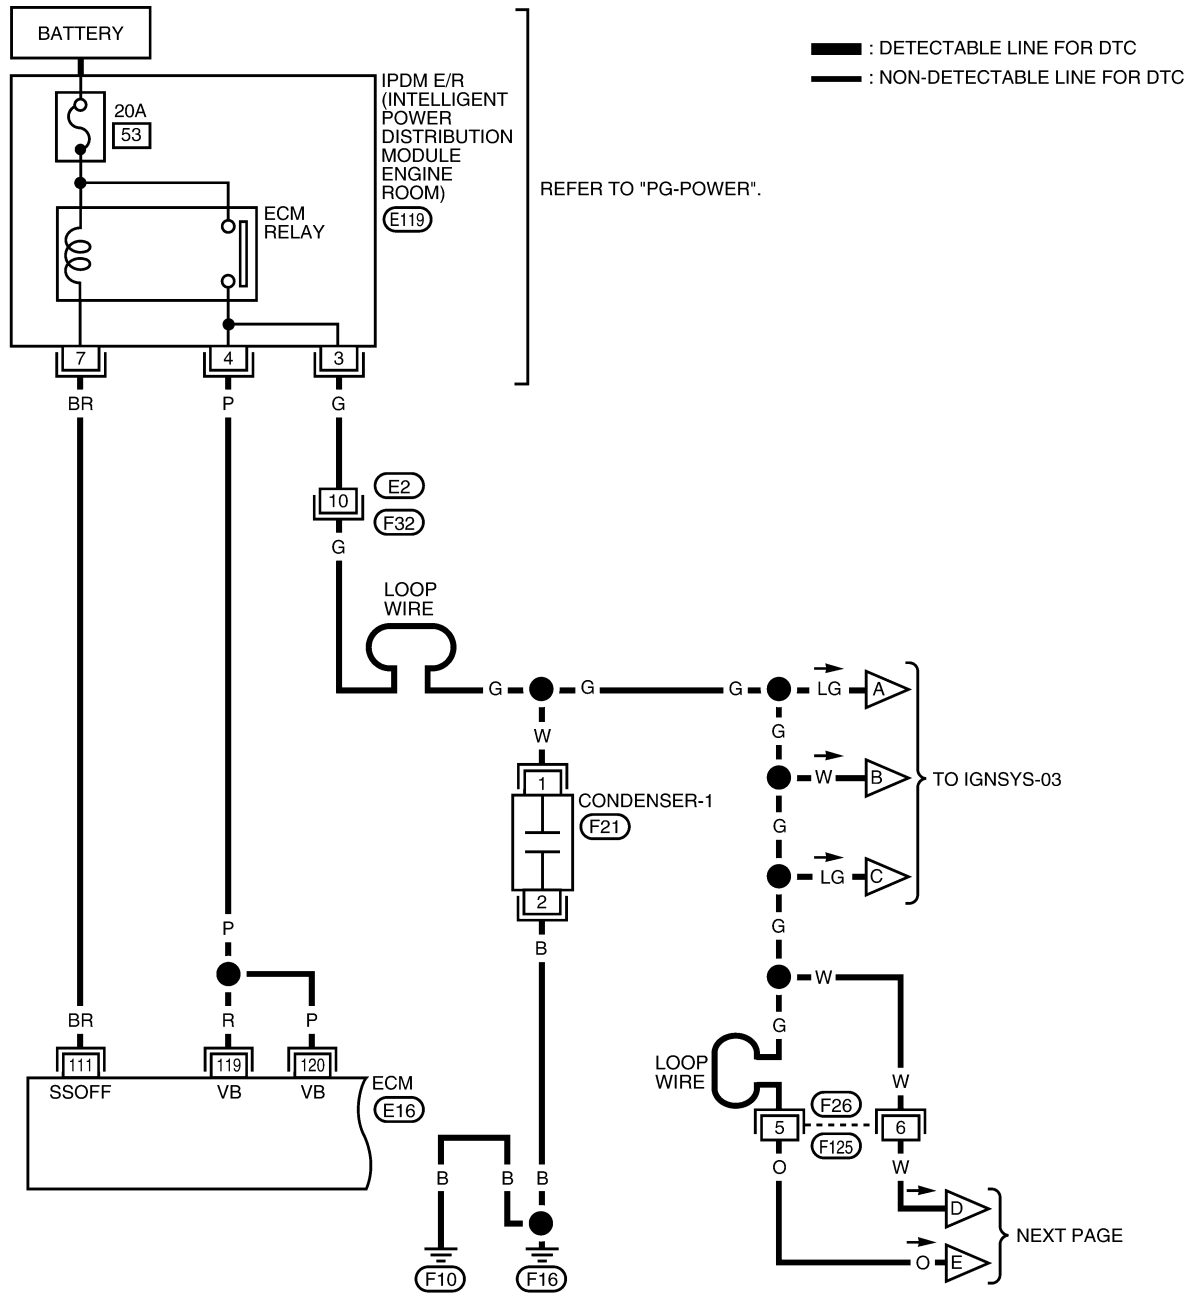 BATTERY
: DETECTABLE LINE FOR DTC
: NON-DETECTABLE LINE FOR DTC
IPDM E/R
(INTELLIGENT
POWER
DISTRIBUTION
MODULE
ENGINE
ROOM)
E119
20A
53
REFER TO "PG-POWER".
ECM
RELAY
7
4
3
BR
P
G
10
E2
F32
G
LOOP
WIRE
G
G
G
LG
A
W
G
W
B
TO IGNSYS-03
1
CONDENSER-1
F21
G
LG
C
2
P
B
G
W
BR
R
P
G
111
119
120
LOOP
WIRE
SSOFF
VB
VB
ECM
E16
W
F26
5
6
F125
O
W
B
B
B
D
NEXT PAGE
O
E
F10
F16